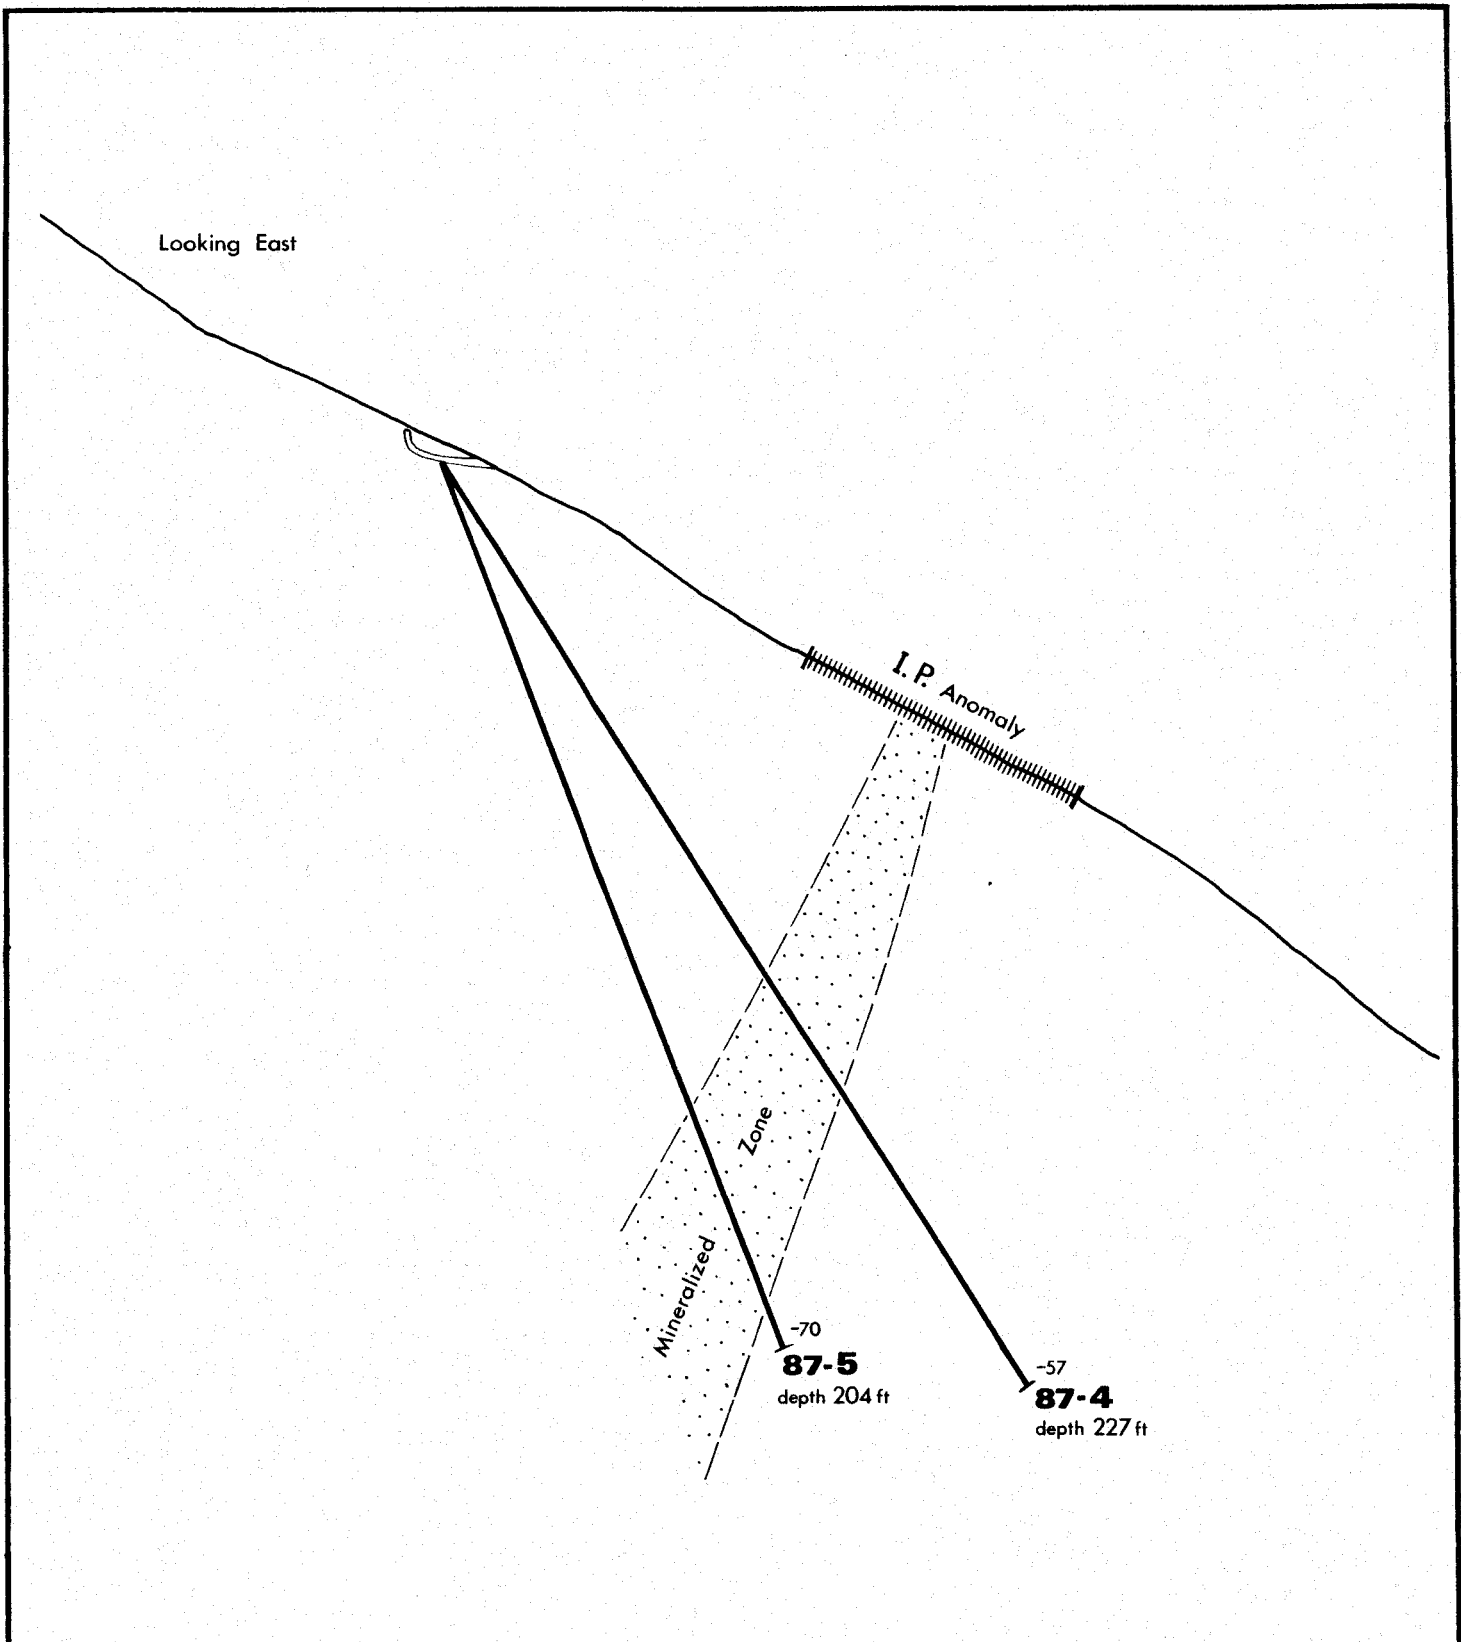 Looking East
I.P. Anomaly
Zone
Mineralized
-70
87-5
depth 204 ft
-57
87-4
depth 227 ft